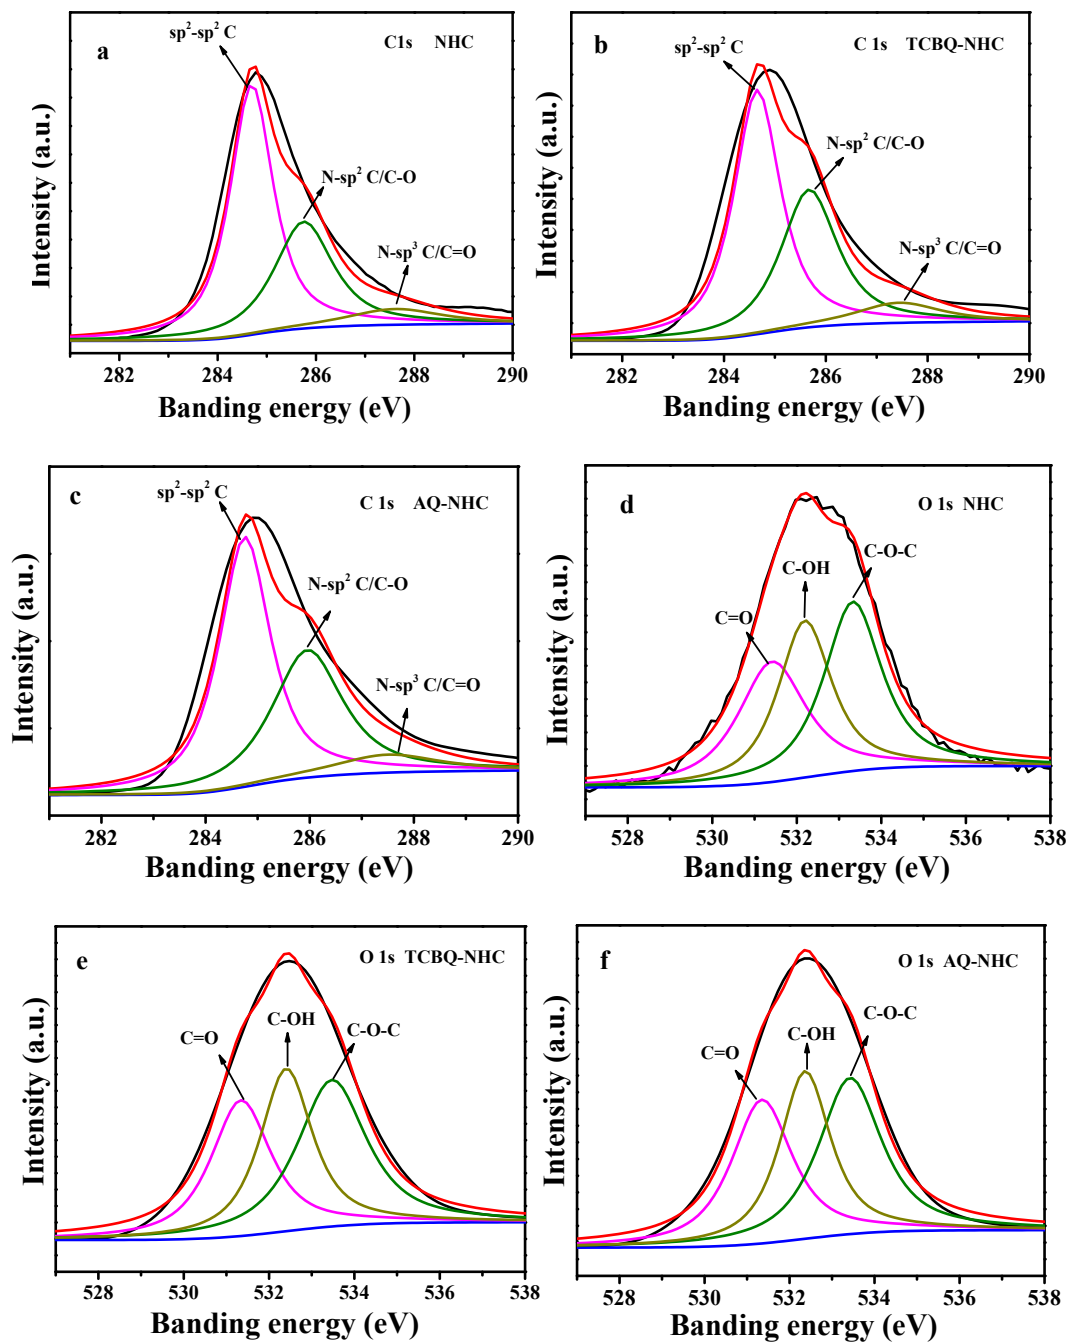 a
C1s NHC
sp²-sp² C
N-sp² C/C-O
N-sp³ C/C=O
Intensity (a.u.)
282 284 286 288 290
Banding energy (eV)
b
C 1s TCBQ-NHC
sp²-sp² C
N-sp² C/C-O
N-sp³ C/C=O
Intensity (a.u.)
282 284 286 288 290
Banding energy (eV)
c
C 1s AQ-NHC
sp²-sp² C
N-sp² C/C-O
N-sp³ C/C=O
Intensity (a.u.)
282 284 286 288 290
Banding energy (eV)
d
O 1s NHC
C-O-C
C-OH
C=O
Intensity (a.u.)
528 530 532 534 536 538
Banding energy (eV)
e
O 1s TCBQ-NHC
C-OH
C=O
C-O-C
Intensity (a.u.)
528 530 532 534 536 538
Banding energy (eV)
f
O 1s AQ-NHC
C-O-C
C-OH
C=O
Intensity (a.u.)
528 530 532 534 536 538
Banding energy (eV)